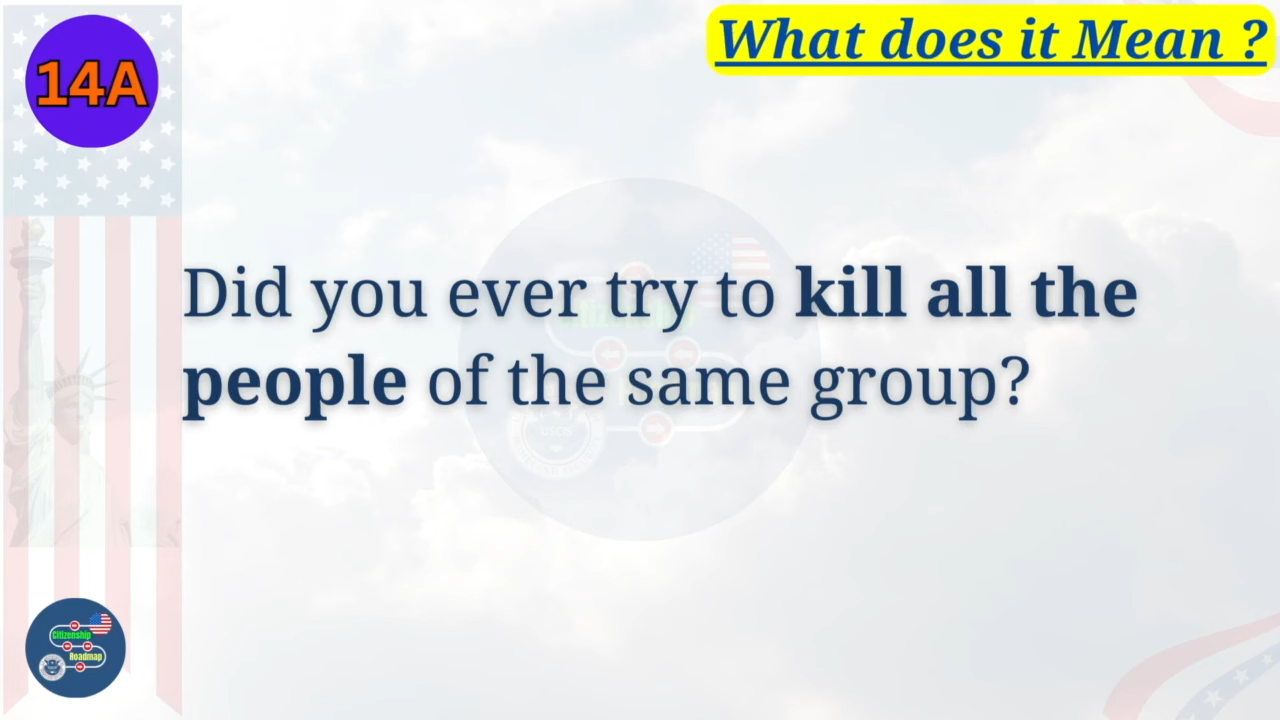 14A
What does it Mean ?
Did you ever try to kill all the
people of the same group?
Citizenship
Roadmap